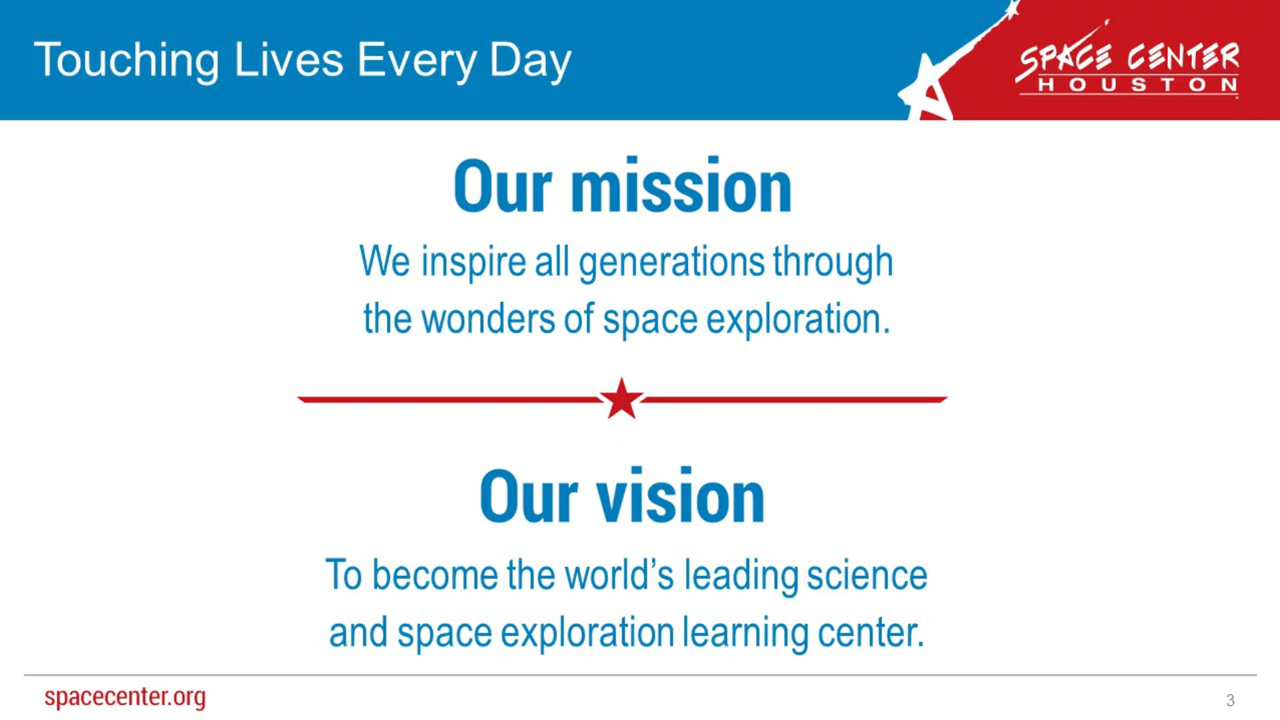 Touching Lives Every Day
SPACE CENTER
HOUSTON
Our mission
We inspire all generations through
the wonders of space exploration.
Our vision
To become the world’s leading science
and space exploration learning center.
spacecenter.org
3